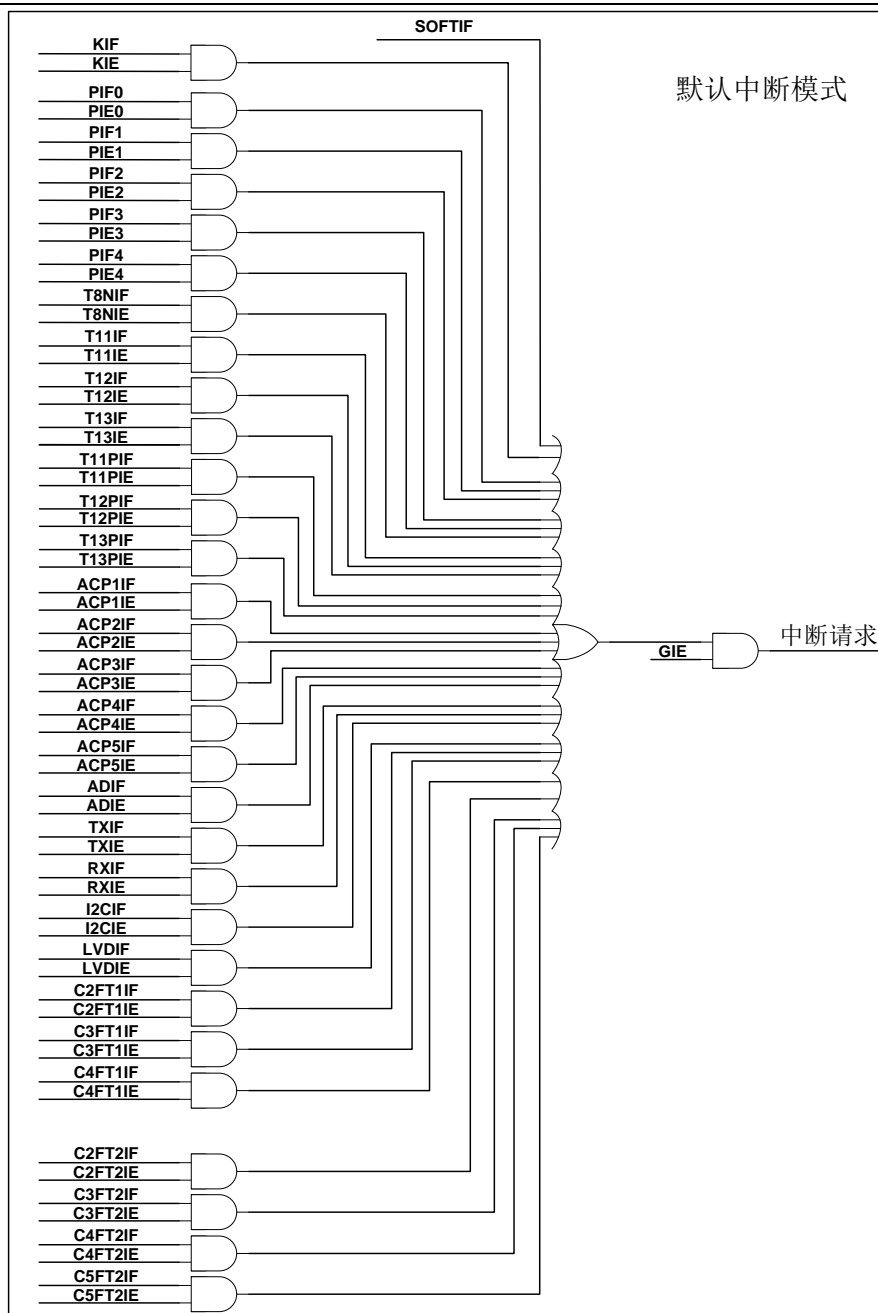 SOFTIF
KIF
KIE
默认中断模式
PIF0
PIE0
PIF1
PIE1
PIF2
PIE2
PIF3
PIE3
PIF4
PIE4
T8NIF
T8NIE
T11IF
T11IE
T12IF
T12IE
T13IF
T13IE
T11PIF
T11PIE
T12PIF
T12PIE
T13PIF
T13PIE
ACP1IF
ACP1IE
ACP2IF
ACP2IE
GIE
中断请求
ACP3IF
ACP3IE
ACP4IF
ACP4IE
ACP5IF
ACP5IE
ADIF
ADIE
TXIF
TXIE
RXIF
RXIE
I2CIF
I2CIE
LVDIF
LVDIE
C2FT1IF
C2FT1IE
C3FT1IF
C3FT1IE
C4FT1IF
C4FT1IE
C2FT2IF
C2FT2IE
C3FT2IF
C3FT2IE
C4FT2IF
C4FT2IE
C5FT2IF
C5FT2IE